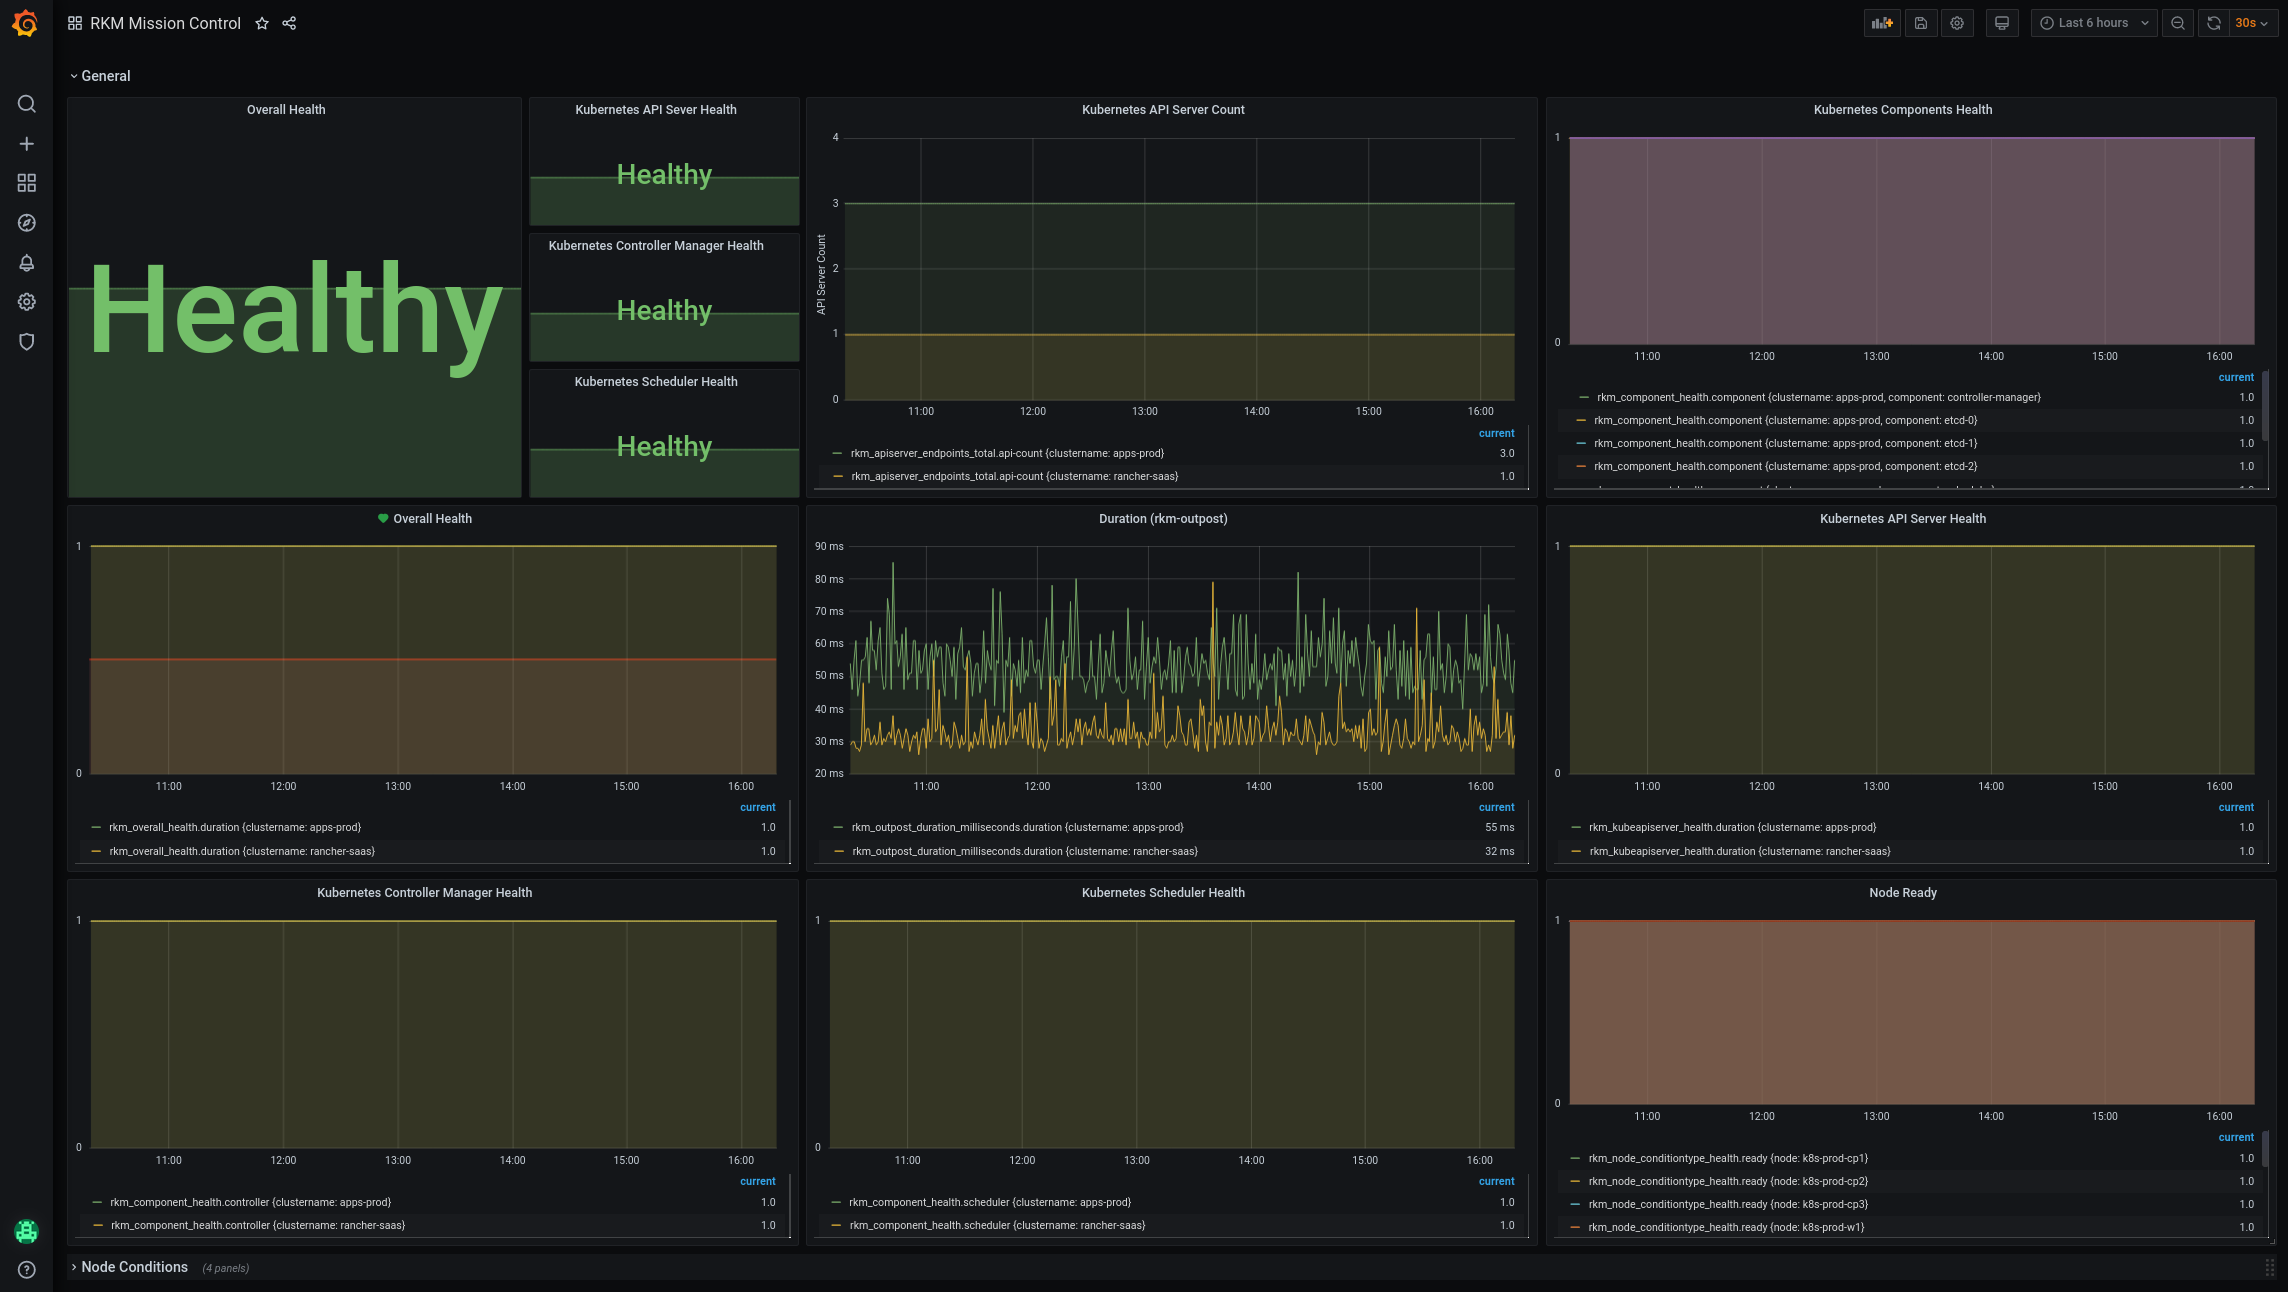 RKM Mission Control
Last 6 hours
30s
General
Overall Health
Healthy
Kubernetes API Sever Health
Healthy
Kubernetes Controller Manager Health
Healthy
Kubernetes Scheduler Health
Healthy
Kubernetes API Server Count
API Server Count
4
3
2
1
0
11:00 12:00 13:00 14:00 15:00 16:00
current
rkm_apiserver_endpoints_total.api-count {clustername: apps-prod} 3.0
rkm_apiserver_endpoints_total.api-count {clustername: rancher-saas} 1.0
Kubernetes Components Health
1
0
11:00 12:00 13:00 14:00 15:00 16:00
current
rkm_component_health.component {clustername: apps-prod, component: controller-manager} 1.0
rkm_component_health.component {clustername: apps-prod, component: etcd-0} 1.0
rkm_component_health.component {clustername: apps-prod, component: etcd-1} 1.0
rkm_component_health.component {clustername: apps-prod, component: etcd-2} 1.0
Overall Health
1
0
11:00 12:00 13:00 14:00 15:00 16:00
current
rkm_overall_health.duration {clustername: apps-prod} 1.0
rkm_overall_health.duration {clustername: rancher-saas} 1.0
Duration (rkm-outpost)
90 ms
80 ms
70 ms
60 ms
50 ms
40 ms
30 ms
20 ms
11:00 12:00 13:00 14:00 15:00 16:00
current
rkm_outpost_duration_milliseconds.duration {clustername: apps-prod} 55 ms
rkm_outpost_duration_milliseconds.duration {clustername: rancher-saas} 32 ms
Kubernetes API Server Health
1
0
11:00 12:00 13:00 14:00 15:00 16:00
current
rkm_kubeapiserver_health.duration {clustername: apps-prod} 1.0
rkm_kubeapiserver_health.duration {clustername: rancher-saas} 1.0
Kubernetes Controller Manager Health
1
0
11:00 12:00 13:00 14:00 15:00 16:00
current
rkm_component_health.controller {clustername: apps-prod} 1.0
rkm_component_health.controller {clustername: rancher-saas} 1.0
Kubernetes Scheduler Health
1
0
11:00 12:00 13:00 14:00 15:00 16:00
current
rkm_component_health.scheduler {clustername: apps-prod} 1.0
rkm_component_health.scheduler {clustername: rancher-saas} 1.0
Node Ready
1
0
11:00 12:00 13:00 14:00 15:00 16:00
current
rkm_node_conditiontype_health.ready {node: k8s-prod-cp1} 1.0
rkm_node_conditiontype_health.ready {node: k8s-prod-cp2} 1.0
rkm_node_conditiontype_health.ready {node: k8s-prod-cp3} 1.0
rkm_node_conditiontype_health.ready {node: k8s-prod-w1} 1.0
Node Conditions (4 panels)